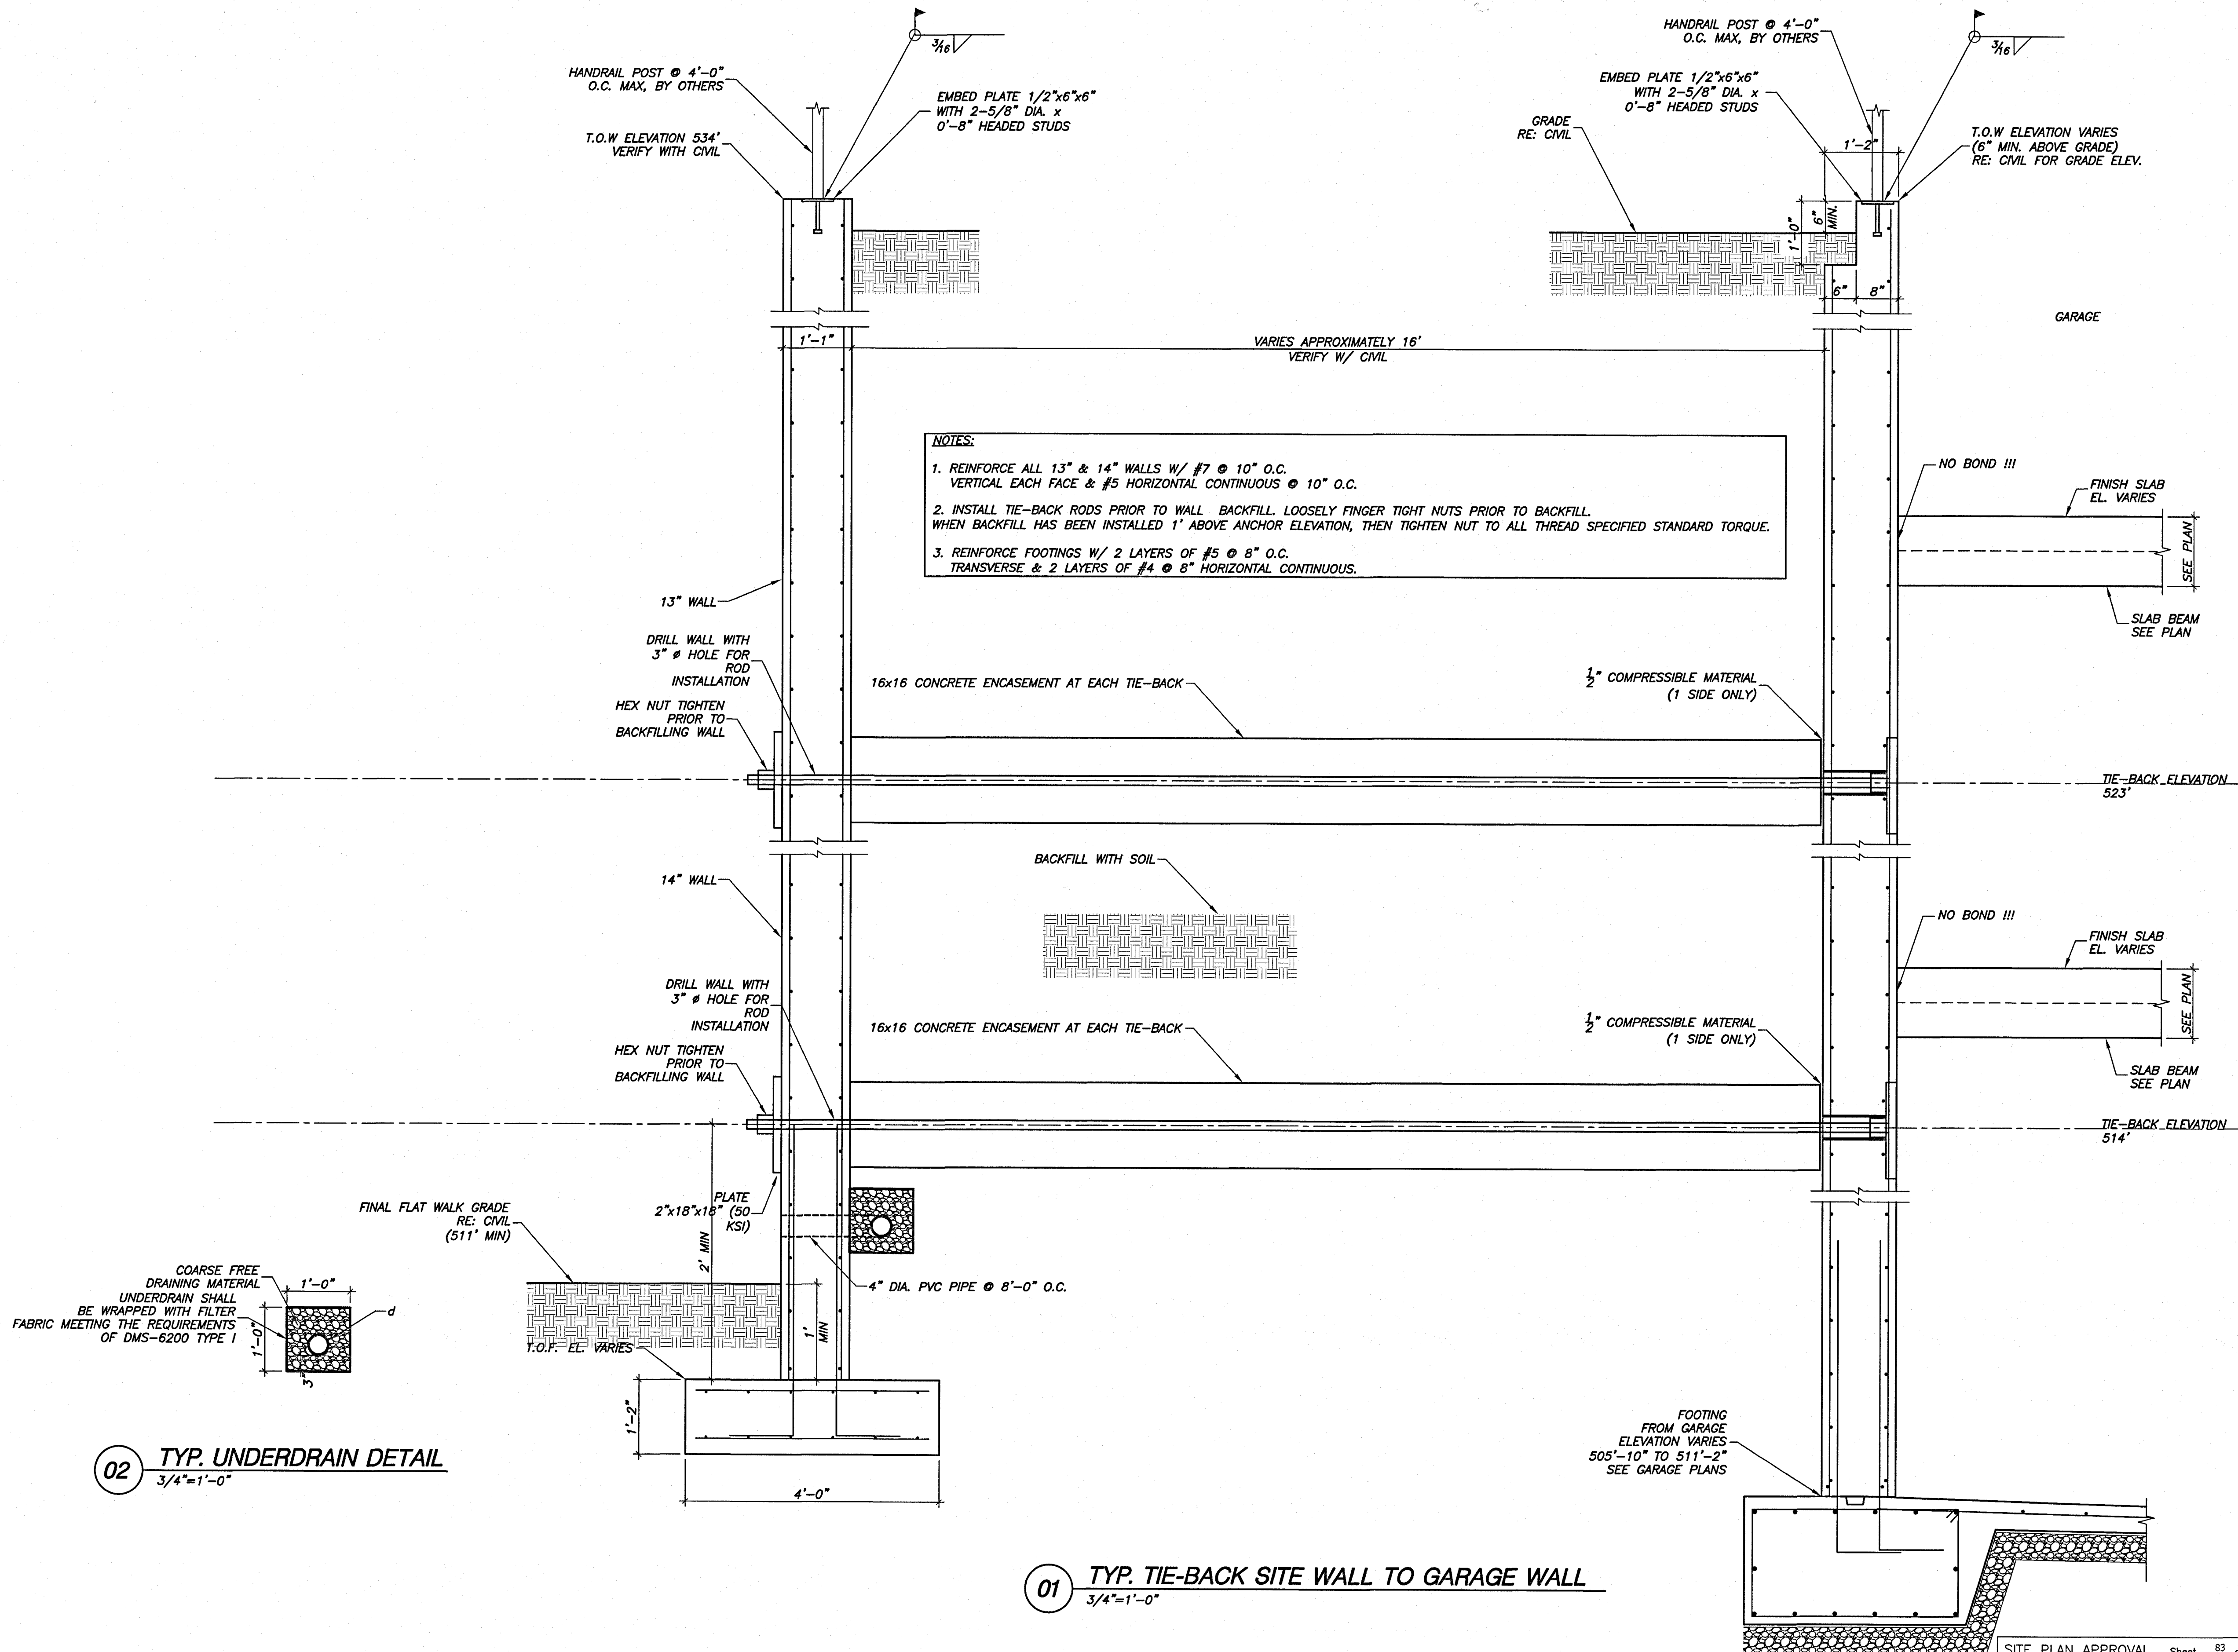 HANDRAIL POST @ 4'-0"
O.C. MAX, BY OTHERS
3/16
EMBED PLATE 1/2"x6"x6"
WITH 2-5/8" DIA. x
0'-8" HEADED STUDS
T.O.W ELEVATION 534'
VERIFY WITH CIVIL
HANDRAIL POST @ 4'-0"
O.C. MAX, BY OTHERS
3/16
EMBED PLATE 1/2"x6"x6"
WITH 2-5/8" DIA. x
0'-8" HEADED STUDS
GRADE
RE: CIVIL
1'-2"
T.O.W ELEVATION VARIES
(6" MIN. ABOVE GRADE)
RE: CIVIL FOR GRADE ELEV.
1'-0"
6"
MIN.
6"
8"
GARAGE
1'-1"
VARIES APPROXIMATELY 16'
VERIFY W/ CIVIL
NOTES:
1. REINFORCE ALL 13" & 14" WALLS W/ #7 @ 10" O.C.
VERTICAL EACH FACE & #5 HORIZONTAL CONTINUOUS @ 10" O.C.
2. INSTALL TIE-BACK RODS PRIOR TO WALL BACKFILL. LOOSELY FINGER TIGHT NUTS PRIOR TO BACKFILL.
WHEN BACKFILL HAS BEEN INSTALLED 1' ABOVE ANCHOR ELEVATION, THEN TIGHTEN NUT TO ALL THREAD SPECIFIED STANDARD TORQUE.
3. REINFORCE FOOTINGS W/ 2 LAYERS OF #5 @ 8" O.C.
TRANSVERSE & 2 LAYERS OF #4 @ 8" HORIZONTAL CONTINUOUS.
NO BOND !!!
FINISH SLAB
EL. VARIES
SEE PLAN
SLAB BEAM
SEE PLAN
13" WALL
DRILL WALL WITH
3" ø HOLE FOR
ROD
INSTALLATION
HEX NUT TIGHTEN
PRIOR TO
BACKFILLING WALL
16x16 CONCRETE ENCASEMENT AT EACH TIE-BACK
1/2" COMPRESSIBLE MATERIAL
(1 SIDE ONLY)
TIE-BACK ELEVATION
523'
BACKFILL WITH SOIL
14" WALL
NO BOND !!!
FINISH SLAB
EL. VARIES
SEE PLAN
SLAB BEAM
SEE PLAN
DRILL WALL WITH
3" ø HOLE FOR
ROD
INSTALLATION
HEX NUT TIGHTEN
PRIOR TO
BACKFILLING WALL
16x16 CONCRETE ENCASEMENT AT EACH TIE-BACK
1/2" COMPRESSIBLE MATERIAL
(1 SIDE ONLY)
TIE-BACK ELEVATION
514'
PLATE
2"x18"x18" (50
KSI)
2' MIN
FINAL FLAT WALK GRADE
RE: CIVIL
(511' MIN)
4" DIA. PVC PIPE @ 8'-0" O.C.
1'
MIN
T.O.F. EL. VARIES
1'-2"
4'-0"
COARSE FREE
DRAINING MATERIAL
UNDERDRAIN SHALL
BE WRAPPED WITH FILTER
FABRIC MEETING THE REQUIREMENTS
OF DMS-6200 TYPE I
1'-0"
1'-0"
d
3"
02
TYP. UNDERDRAIN DETAIL
3/4"=1'-0"
FOOTING
FROM GARAGE
ELEVATION VARIES
505'-10" TO 511'-2"
SEE GARAGE PLANS
01
TYP. TIE-BACK SITE WALL TO GARAGE WALL
3/4"=1'-0"
SITE PLAN APPROVAL Sheet 83